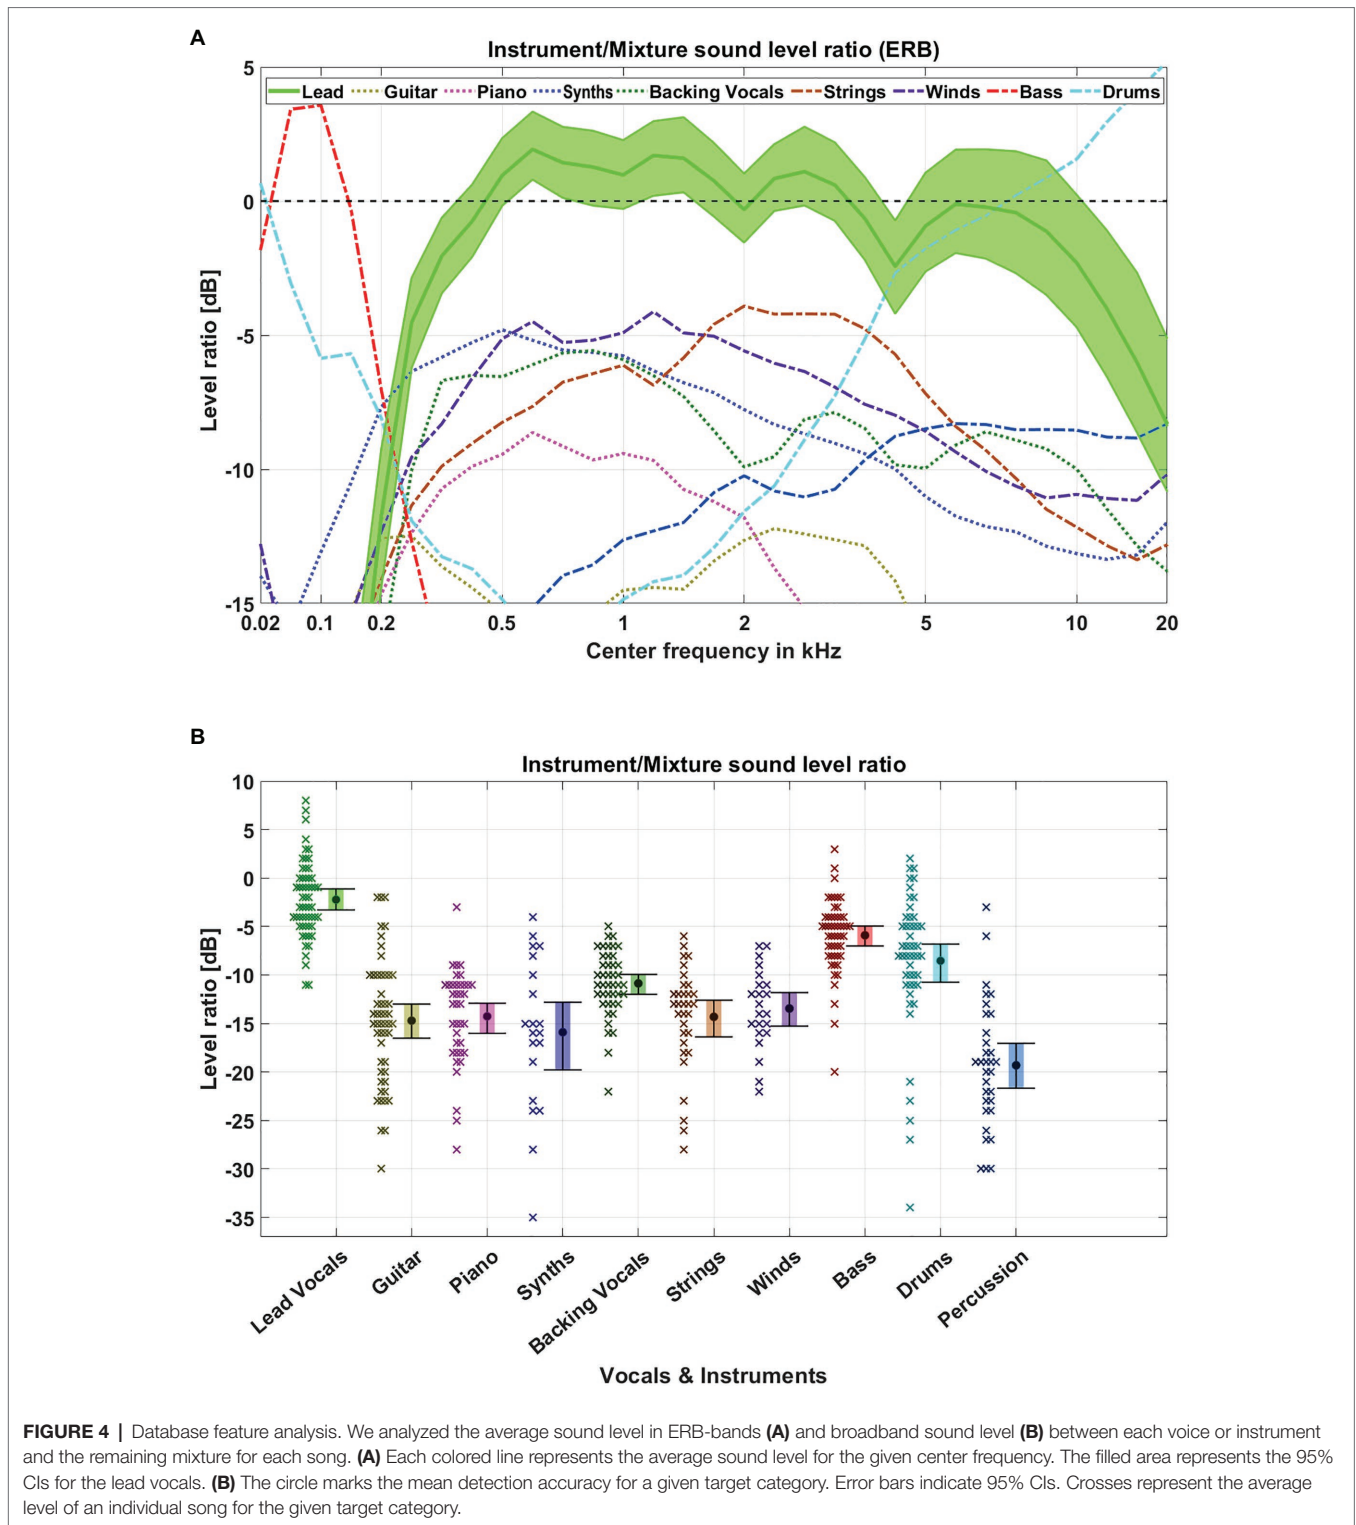 A
Instrument/Mixture sound level ratio (ERB)
Lead Guitar Piano Synths Backing Vocals Strings Winds Bass Drums
5
0
-5
-10
-15
Level ratio [dB]
0.02 0.1 0.2 0.5 1 2 5 10 20
Center frequency in kHz
B
Instrument/Mixture sound level ratio
10
5
0
-5
-10
-15
-20
-25
-30
-35
Level ratio [dB]
Lead Vocals Guitar Piano Synths Backing Vocals Strings Winds Bass Drums Percussion
Vocals & Instruments
FIGURE 4 | Database feature analysis. We analyzed the average sound level in ERB-bands (A) and broadband sound level (B) between each voice or instrument
and the remaining mixture for each song. (A) Each colored line represents the average sound level for the given center frequency. The filled area represents the 95%
CIs for the lead vocals. (B) The circle marks the mean detection accuracy for a given target category. Error bars indicate 95% CIs. Crosses represent the average
level of an individual song for the given target category.